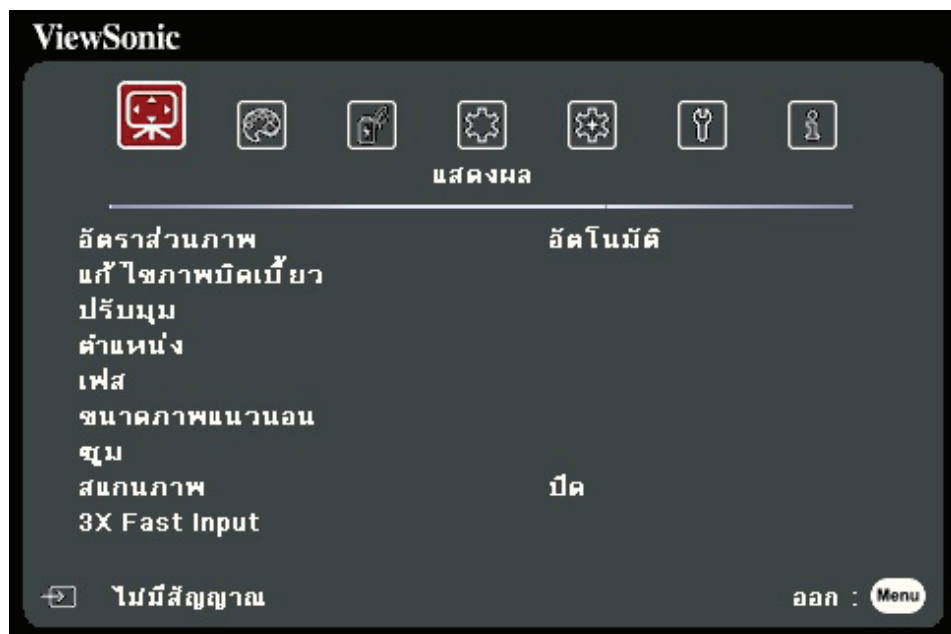 ViewSonic
แสดงผล
อัตราส่วนภาพ อัตโนมัติ
แก้ไขภาพบิดเบี้ยว
ปรับมุม
ตำแหน่ง
เฟส
ขนาดภาพแนวนอน
ซูม
สแกนภาพ ปิด
3X Fast Input
ไม่มีสัญญาณ ออก : Menu